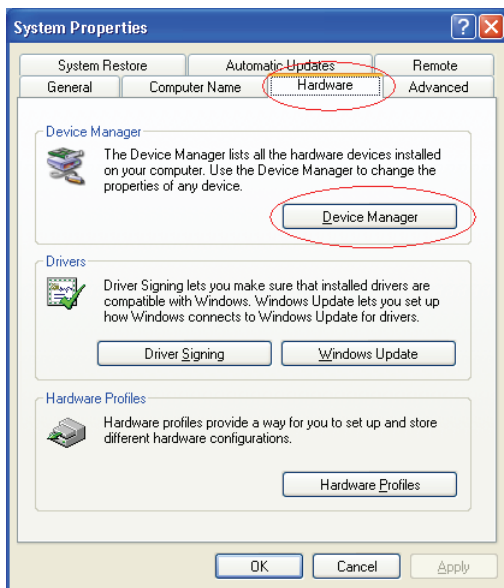 System Properties
System Restore Automatic Updates Remote
General Computer Name Hardware Advanced
Device Manager
The Device Manager lists all the hardware devices installed
on your computer. Use the Device Manager to change the
properties of any device.
Device Manager
Drivers
Driver Signing lets you make sure that installed drivers are
compatible with Windows. Windows Update lets you set up
how Windows connects to Windows Update for drivers.
Driver Signing Windows Update
Hardware Profiles
Hardware profiles provide a way for you to set up and store
different hardware configurations.
Hardware Profiles
OK Cancel Apply